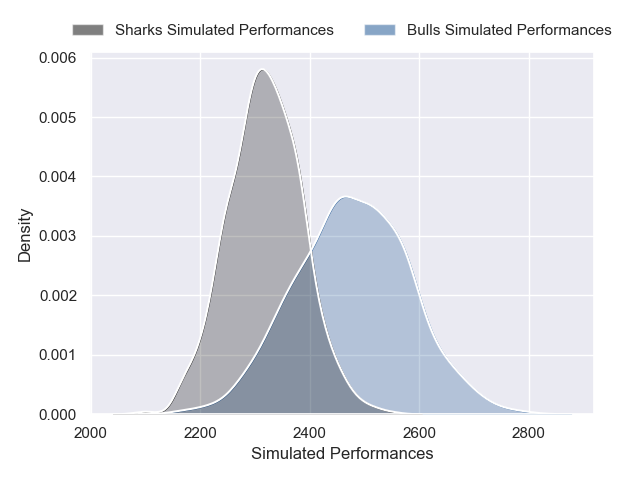 Sharks Simulated Performances Bulls Simulated Performances
0.006
0.005
0.004
0.003
0.002
0.001
0.000
Density
2000 2200 2400 2600 2800
Simulated Performances